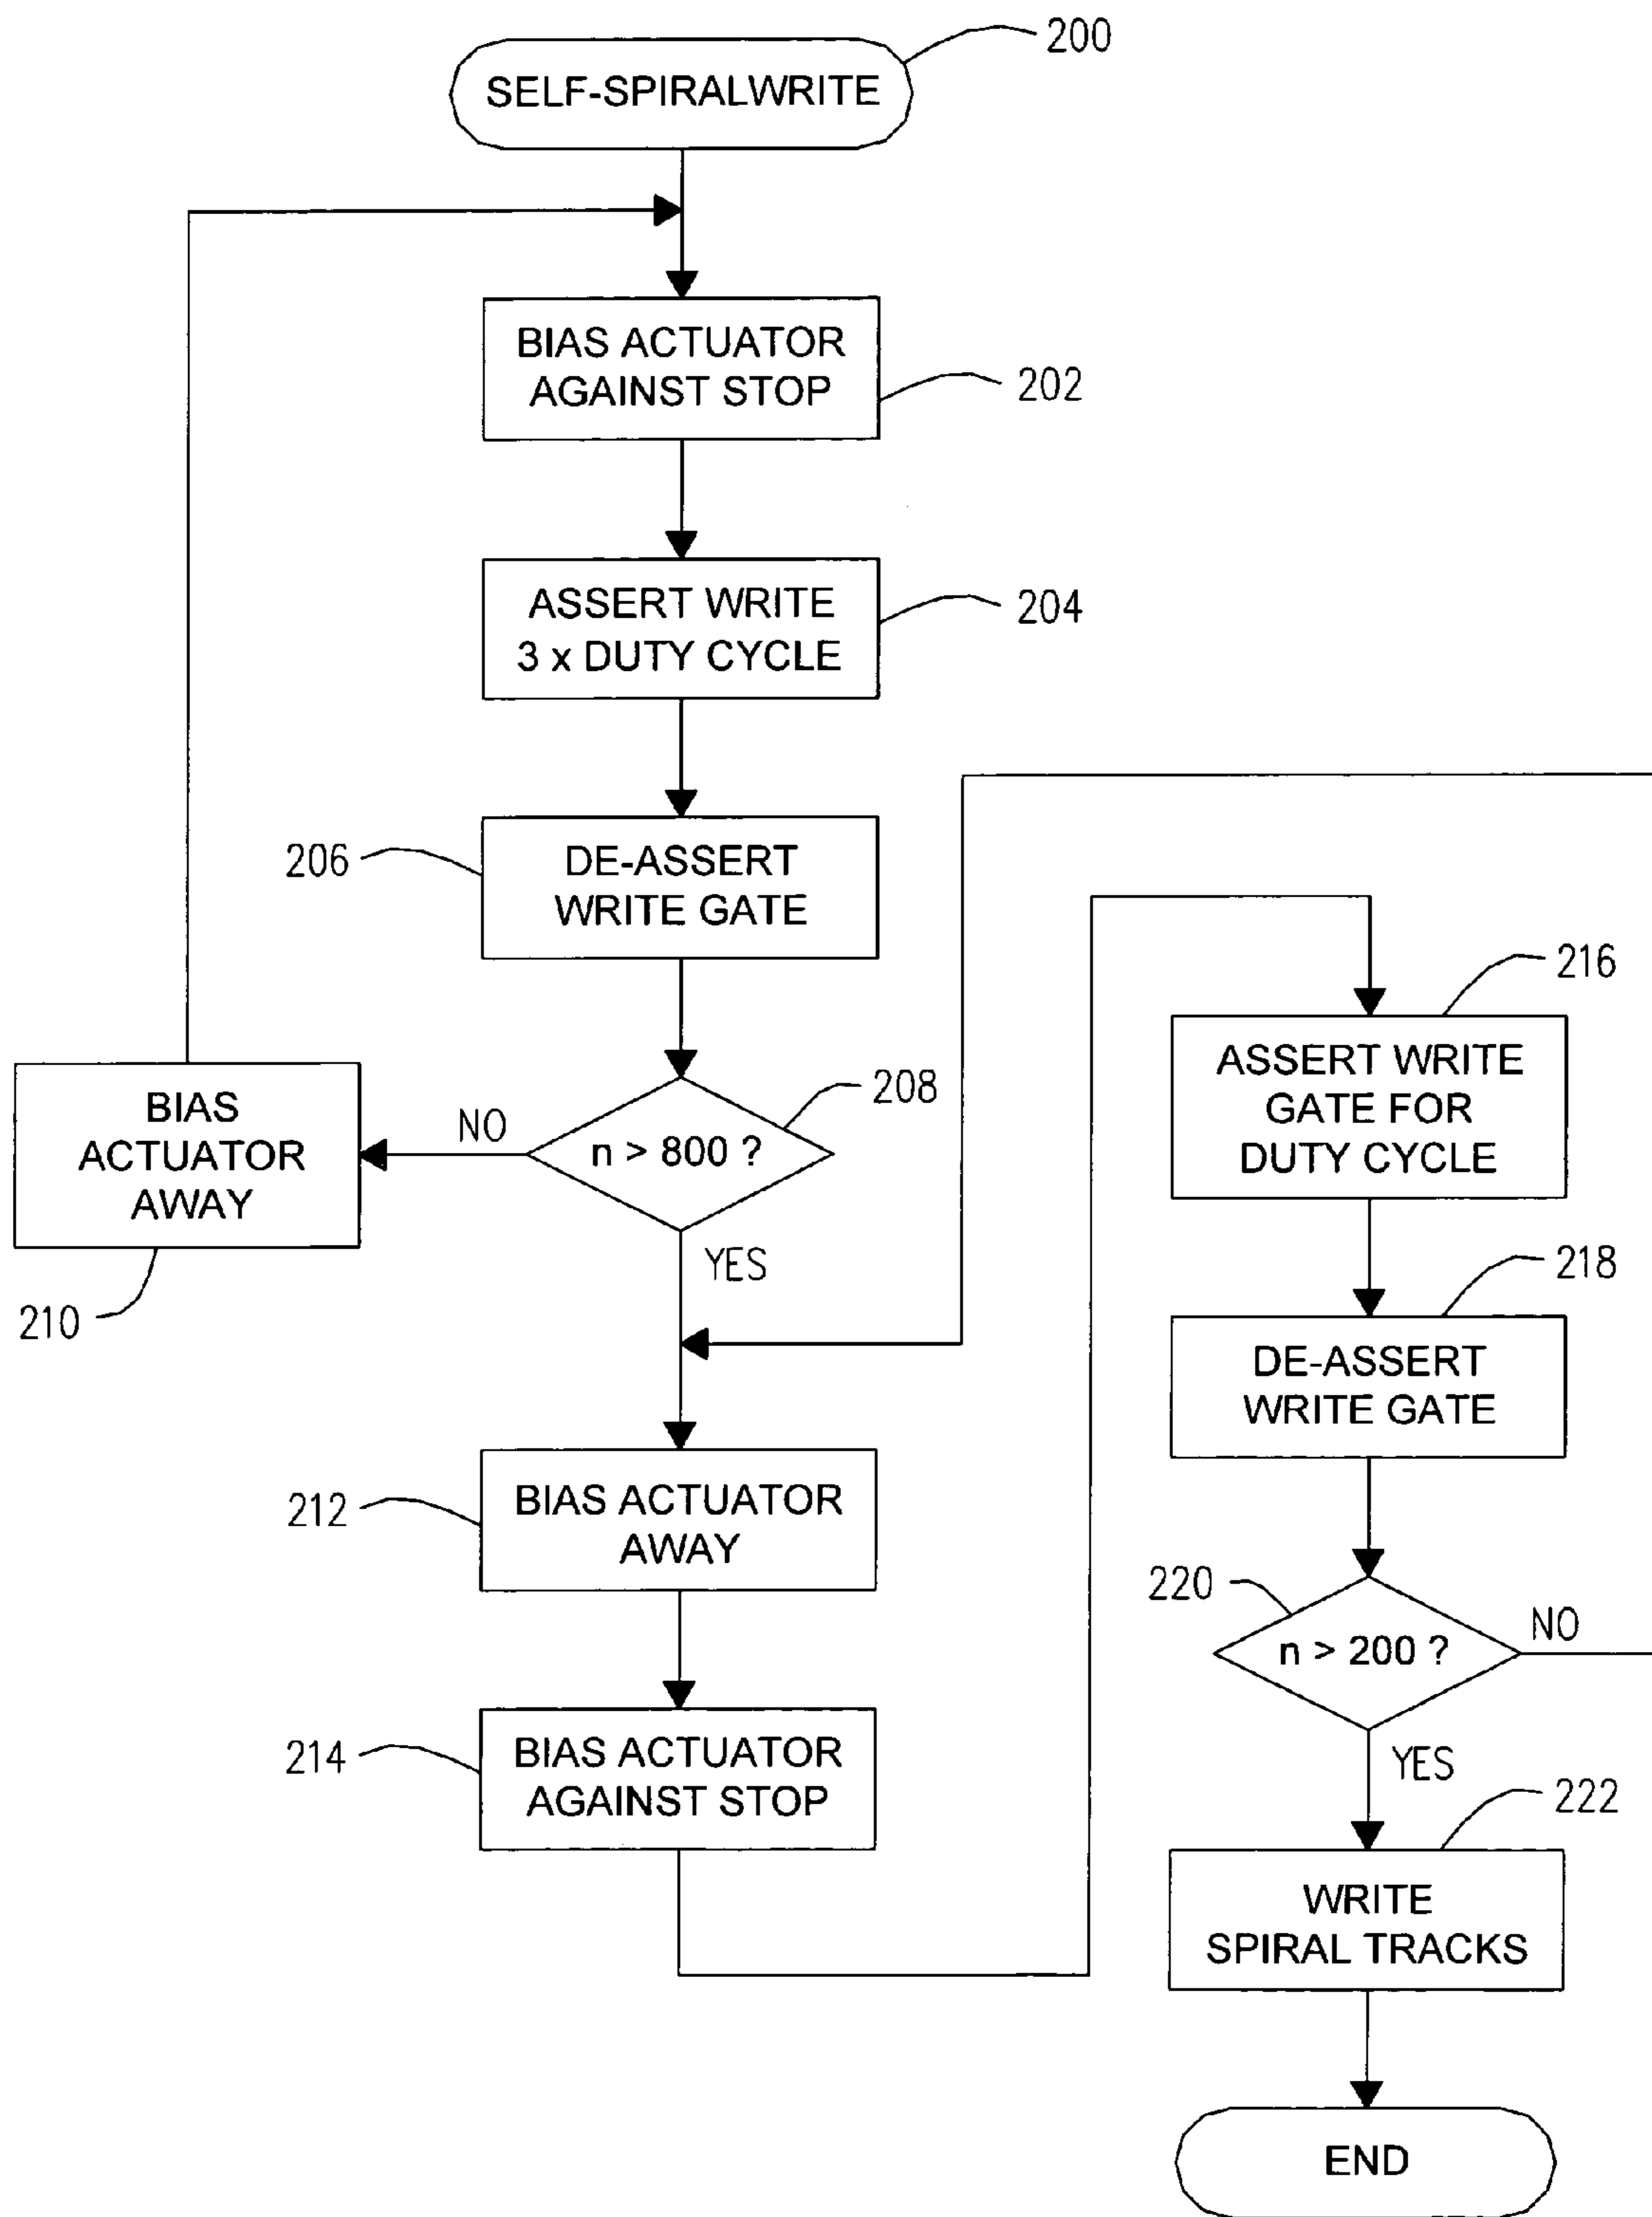 200
SELF-SPIRALWRITE
BIAS ACTUATOR
AGAINST STOP
202
ASSERT WRITE
3 x DUTY CYCLE
204
206
DE-ASSERT
WRITE GATE
208
n > 800 ?
NO
YES
BIAS
ACTUATOR
AWAY
210
212
BIAS ACTUATOR
AWAY
214
BIAS ACTUATOR
AGAINST STOP
216
ASSERT WRITE
GATE FOR
DUTY CYCLE
218
DE-ASSERT
WRITE GATE
220
n > 200 ?
NO
YES
222
WRITE
SPIRAL TRACKS
END